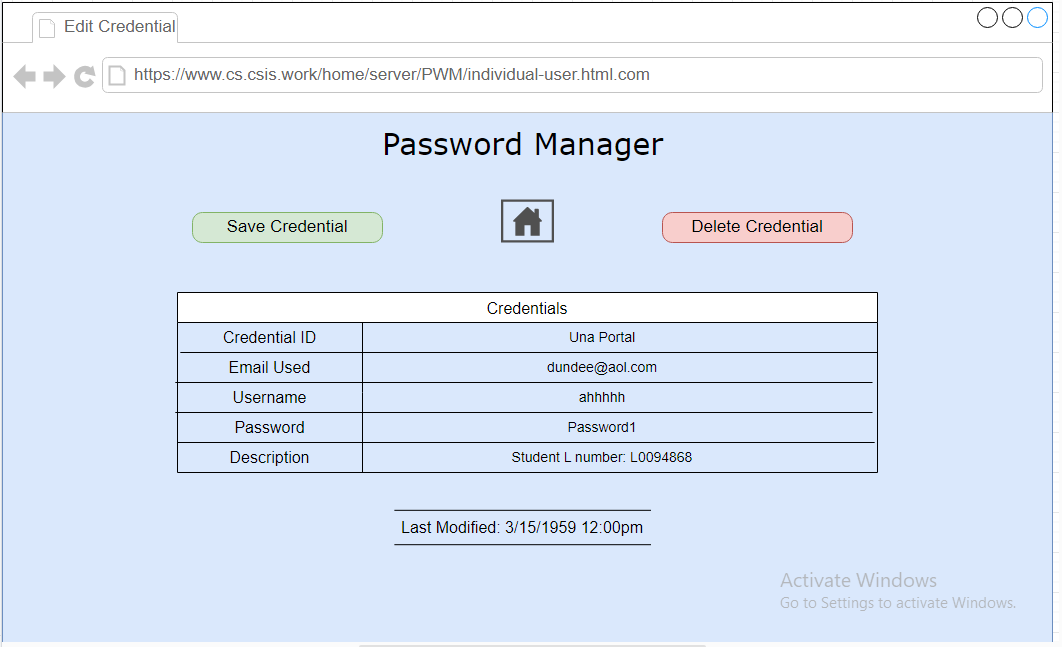 Edit Credential
https://www.cs.csis.work/home/server/PWM/individual-user.html.com
Password Manager
Save Credential
Delete Credential
Credentials
Credential ID Una Portal
Email Used dundee@aol.com
Username ahhhhh
Password Password1
Description Student L number: L0094868
Last Modified: 3/15/1959 12:00pm
Activate Windows
Go to Settings to activate Windows.